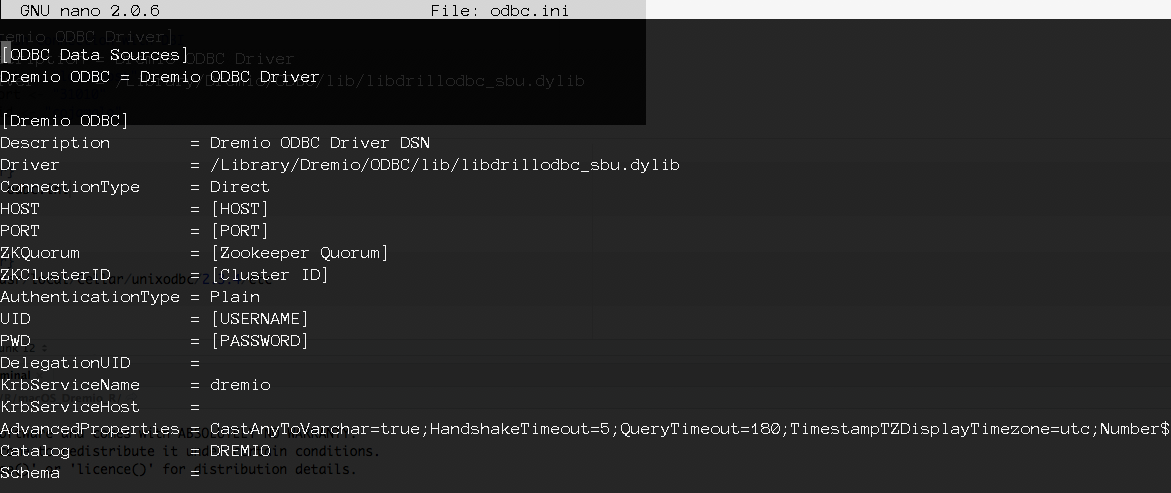 GNU nano 2.0.6 File: odbc.ini
[ODBC Data Sources]
Dremio ODBC = Dremio ODBC Driver
[Dremio ODBC]
Description = Dremio ODBC Driver DSN
Driver = /Library/Dremio/ODBC/lib/libdrillodbc_sbu.dylib
ConnectionType = Direct
HOST = [HOST]
PORT = [PORT]
ZKQuorum = [Zookeeper Quorum]
ZKClusterID = [Cluster ID]
AuthenticationType = Plain
UID = [USERNAME]
PWD = [PASSWORD]
DelegationUID =
KrbServiceName = dremio
KrbServiceHost =
AdvancedProperties = CastAnyToVarchar=true;HandshakeTimeout=5;QueryTimeout=180;TimestampTZDisplayTimezone=utc;Number$
Catalog = DREMIO
Schema =